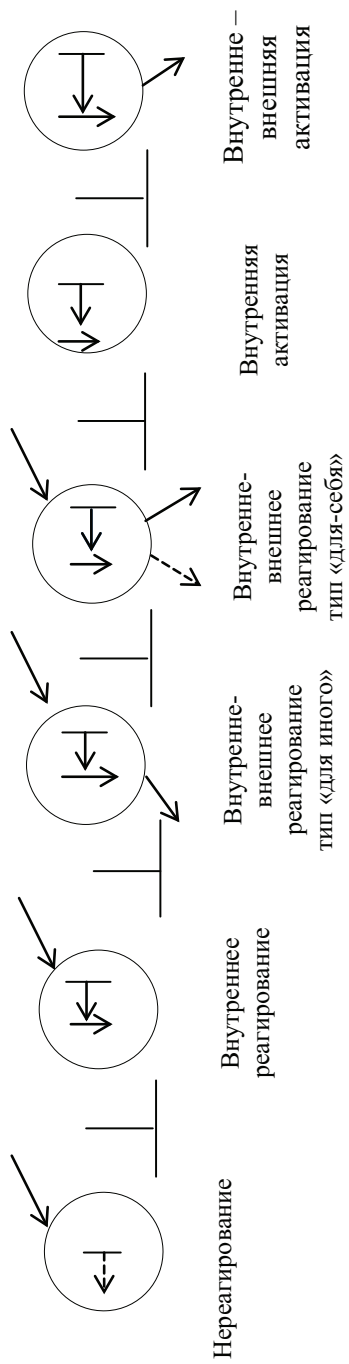 Нереагирование
Внутреннее
реагирование
Внутренне-
внешнее
реагирование
тип «для иного»
Внутренне-
внешнее
реагирование
тип «для-себя»
Внутренняя
активация
Внутренне –
внешняя
активация